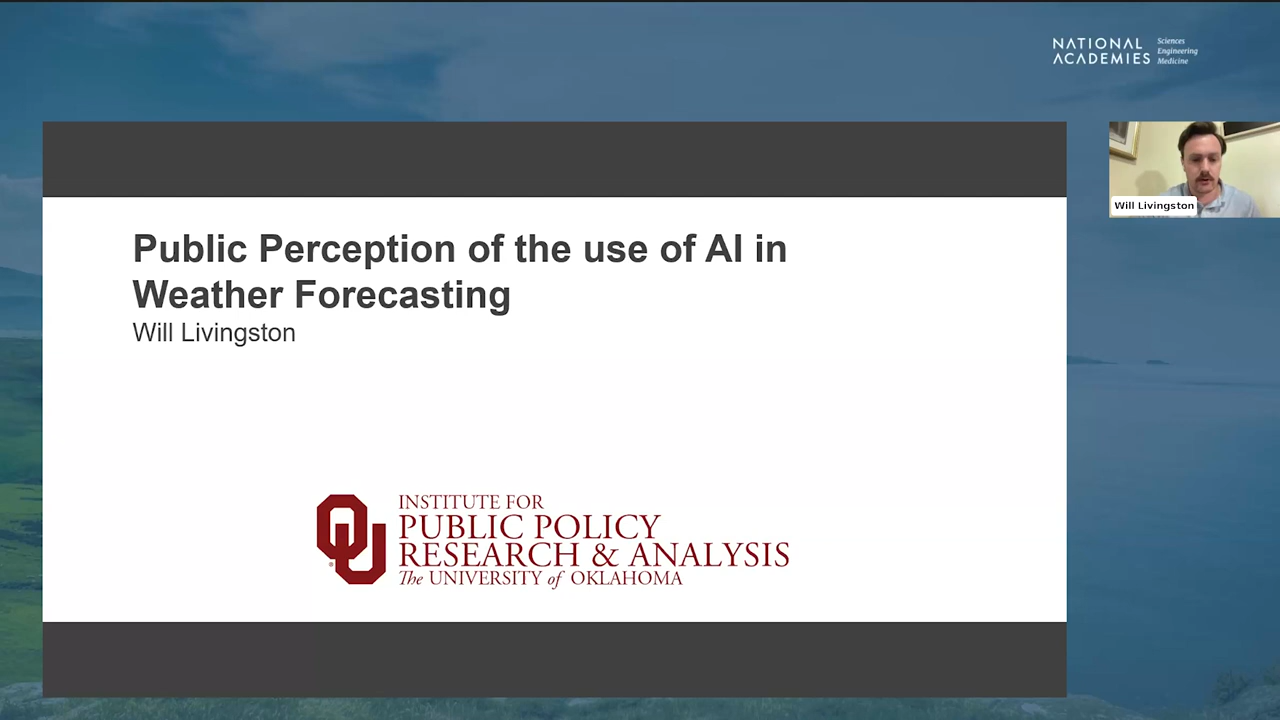 NATIONAL ACADEMIES
Sciences
Engineering
Medicine
Will Livingston
Public Perception of the use of AI in
Weather Forecasting
Will Livingston
OU
INSTITUTE FOR
PUBLIC POLICY
RESEARCH & ANALYSIS
The UNIVERSITY of OKLAHOMA